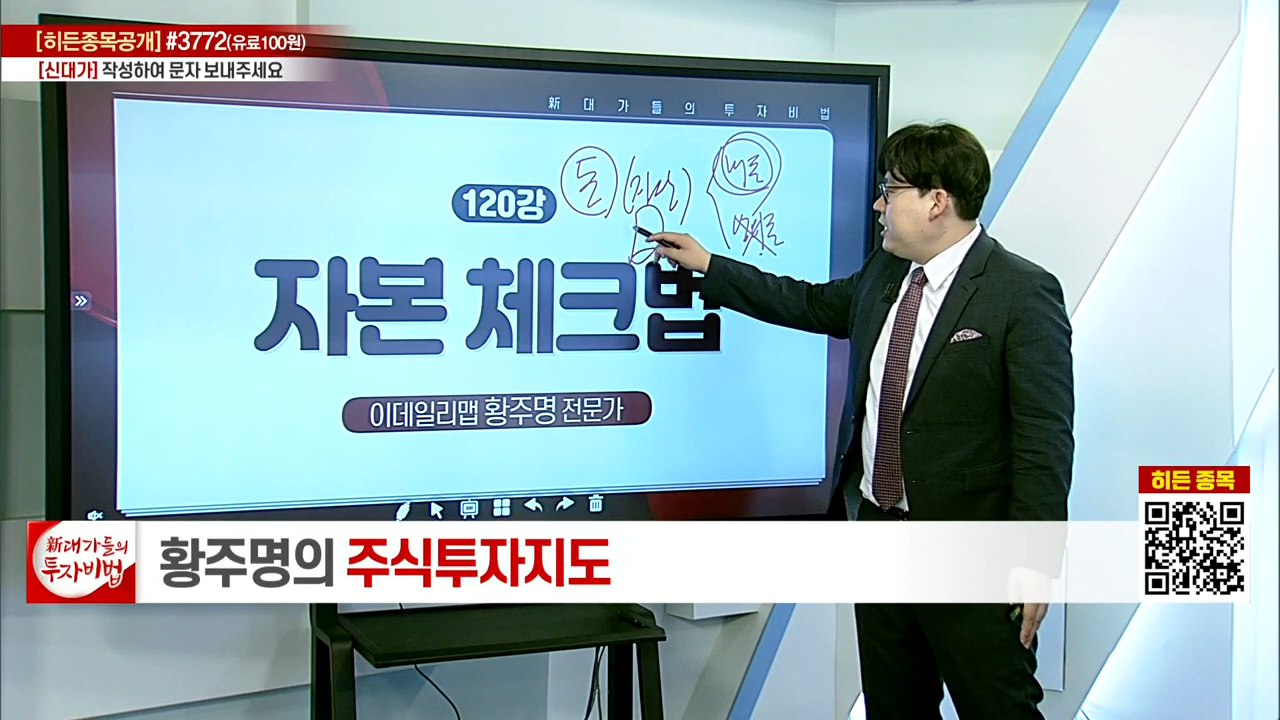 [히든종목공개] #3772(유료100원)
[신대가] 작성하여 문자 보내주세요
新 대 가 들 의 투 자 비 법
120강
돈
자본 체크법
이데일리맵 황주명 전문가
히든 종목
新대가들의
투자비법
황주명의 주식투자지도